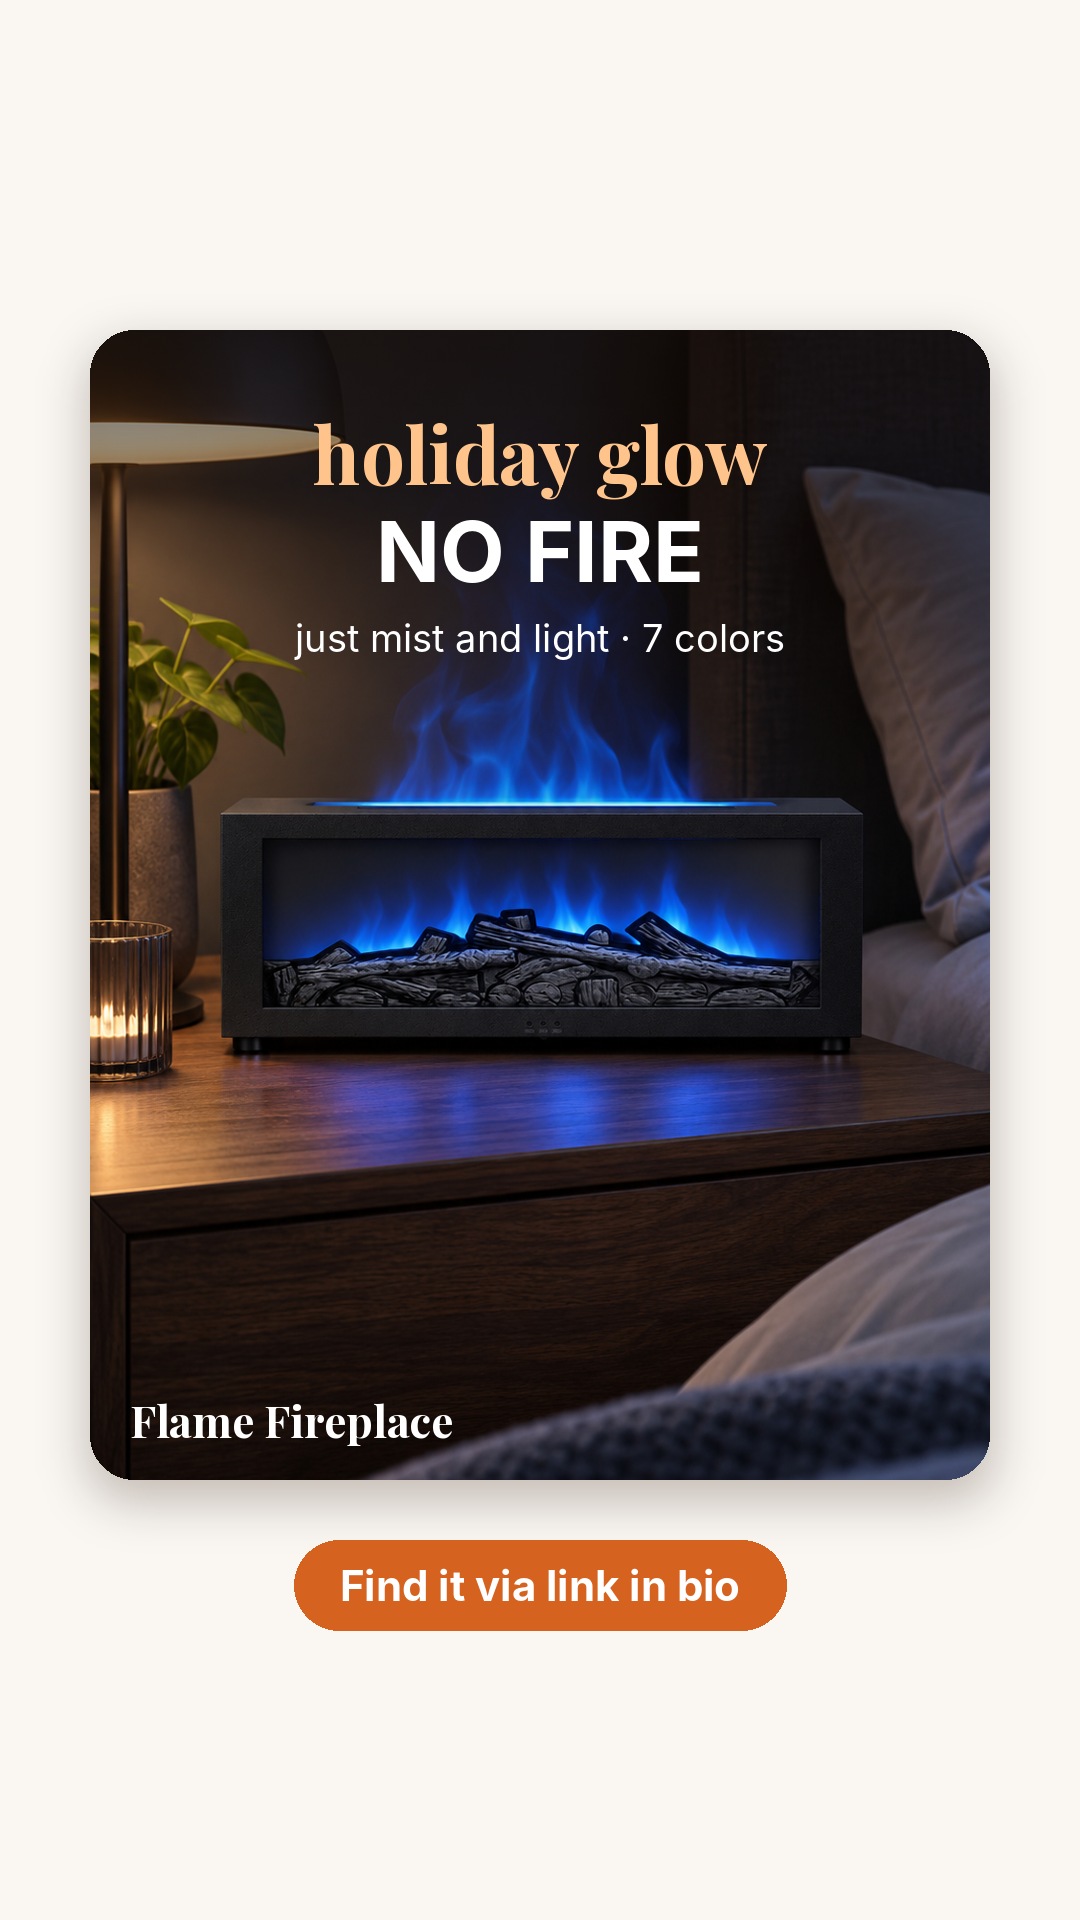 holiday glow
NO FIRE
just mist and light · 7 colors
Flame Fireplace
Find it via link in bio